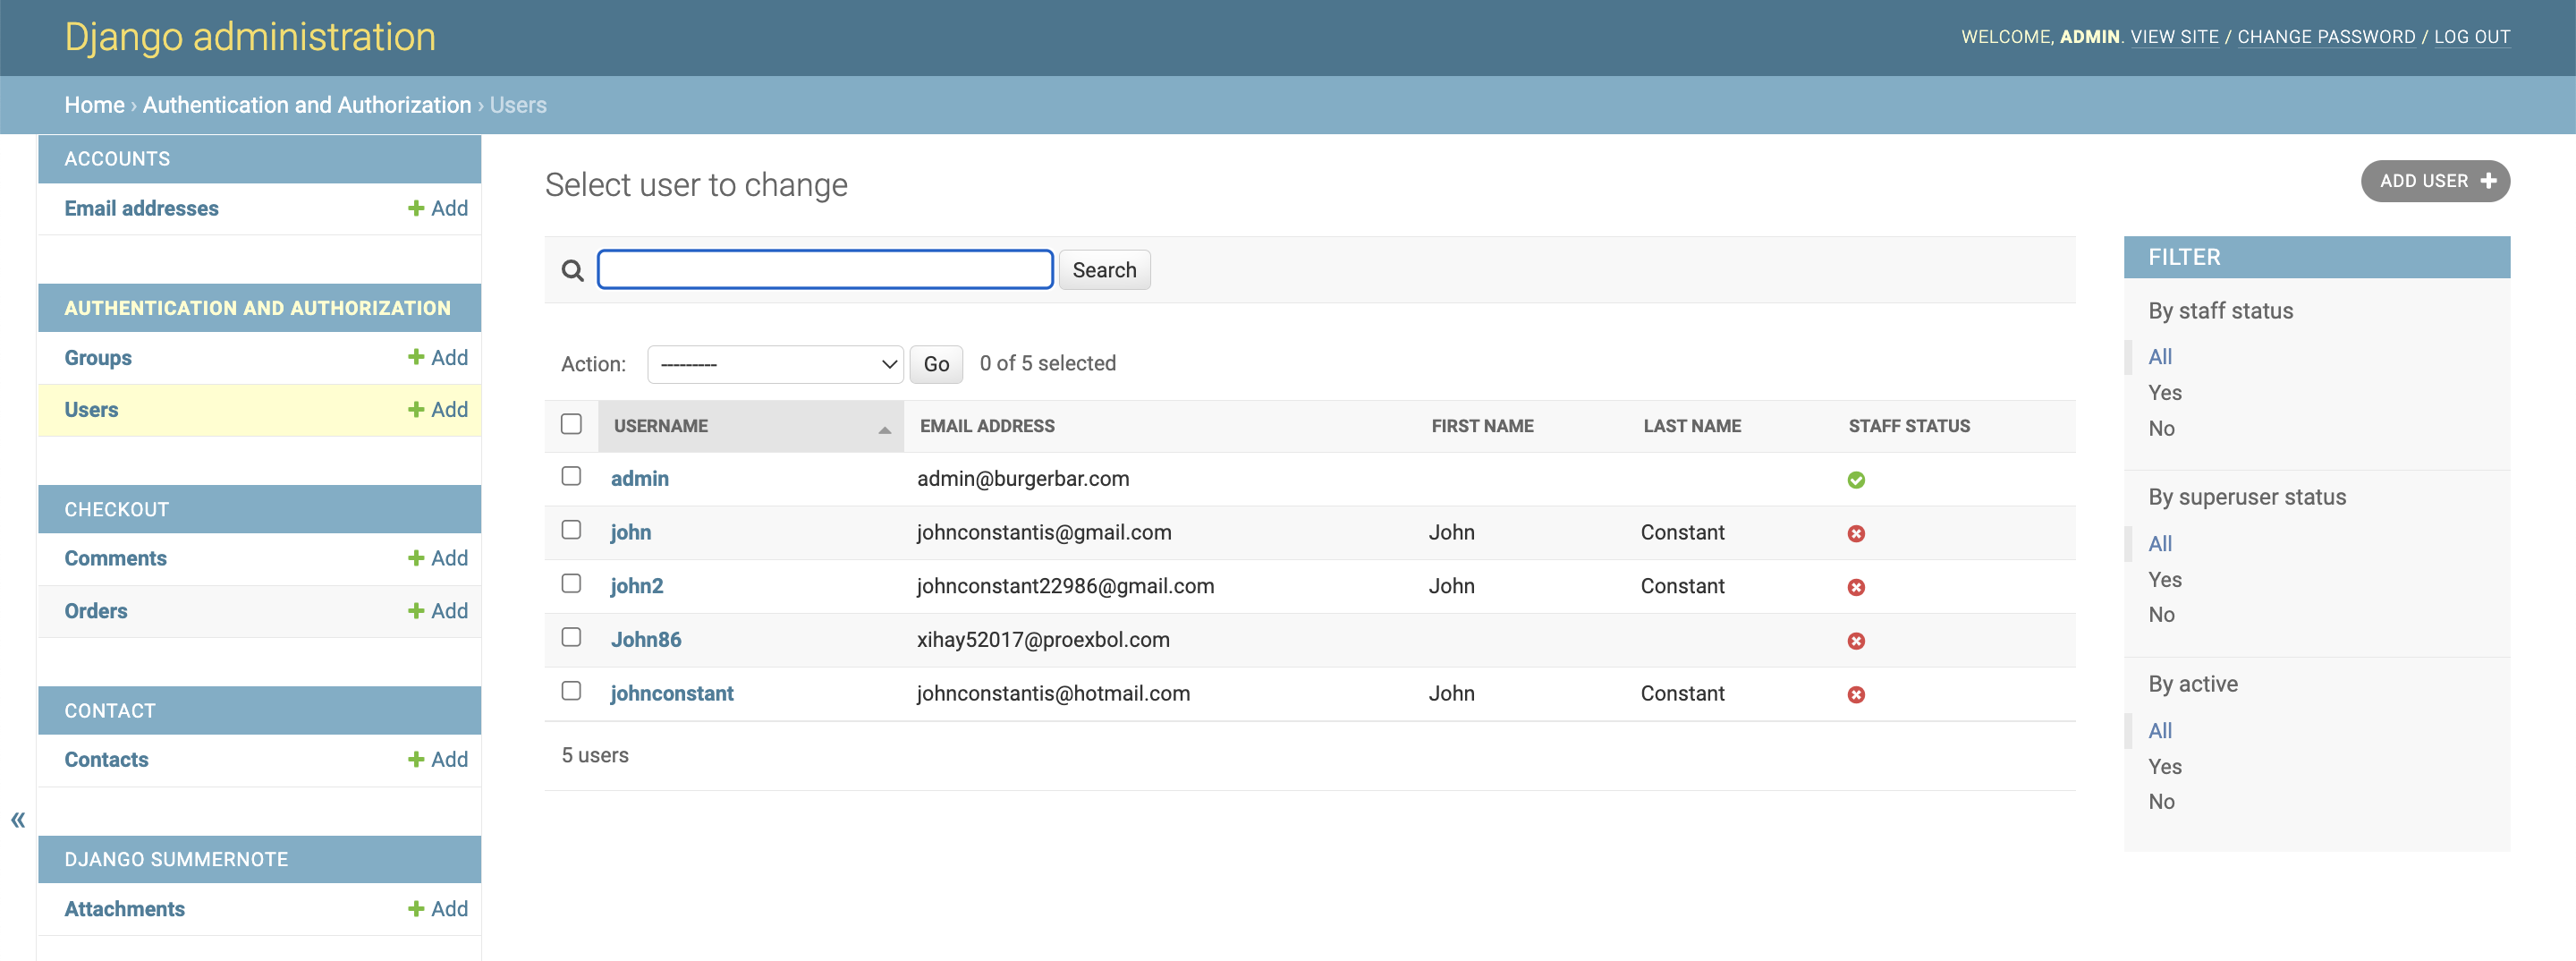 Django administration
WELCOME, ADMIN. VIEW SITE / CHANGE PASSWORD / LOG OUT
Home › Authentication and Authorization › Users
ACCOUNTS
Email addresses + Add
AUTHENTICATION AND AUTHORIZATION
Groups + Add
Users + Add
CHECKOUT
Comments + Add
Orders + Add
CONTACT
Contacts + Add
DJANGO SUMMERNOTE
Attachments + Add
«
Select user to change
ADD USER +
Search
Action: --------- Go 0 of 5 selected
USERNAME EMAIL ADDRESS FIRST NAME LAST NAME STAFF STATUS
admin admin@burgerbar.com
john johnconstantis@gmail.com John Constant
john2 johnconstant22986@gmail.com John Constant
John86 xihay52017@proexbol.com
johnconstant johnconstantis@hotmail.com John Constant
5 users
FILTER
By staff status
All
Yes
No
By superuser status
All
Yes
No
By active
All
Yes
No